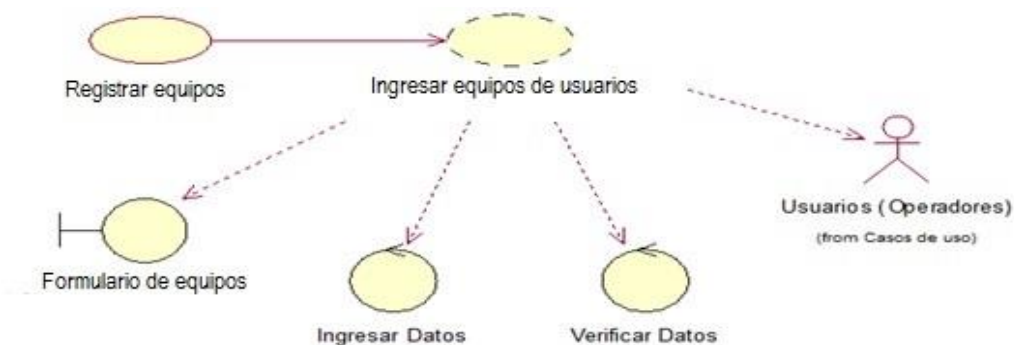 Registrar equipos
Ingresar equipos de usuarios
Usuarios (Operadores)
(from Casos de uso)
Formulario de equipos
Ingresar Datos
Verificar Datos